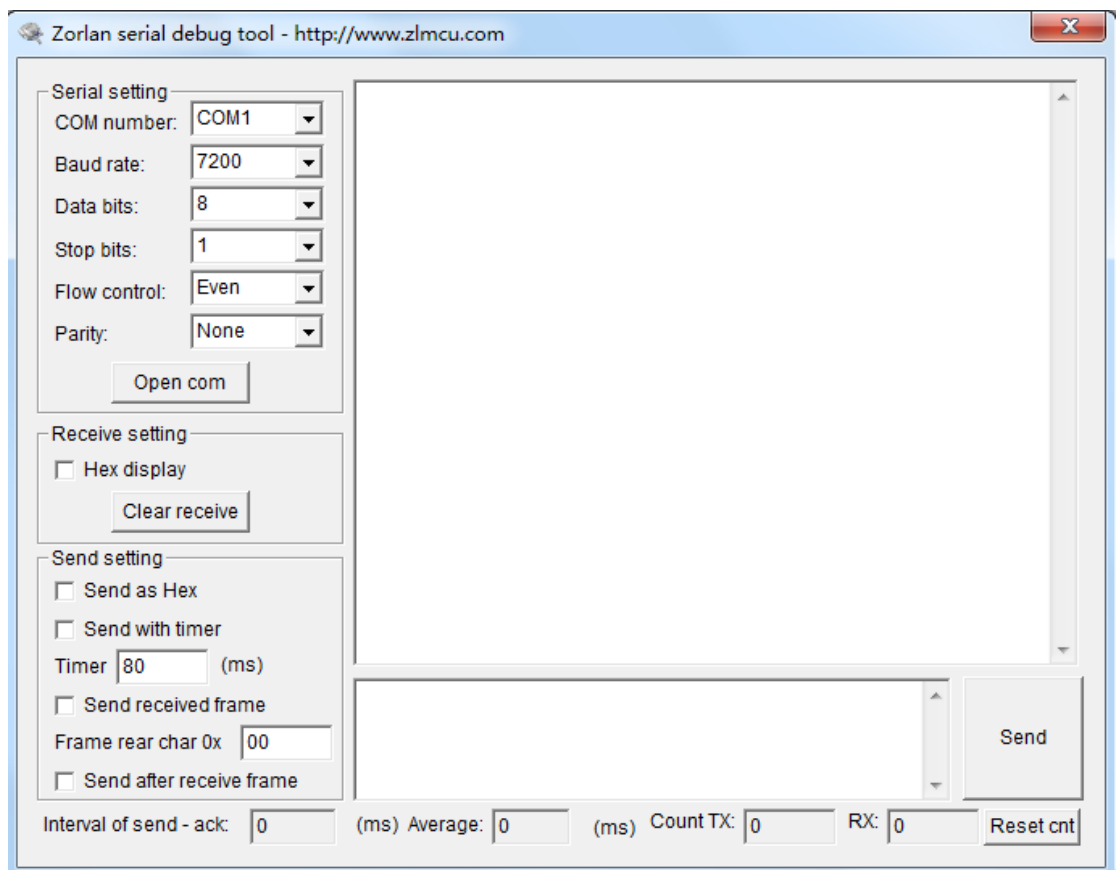 Zorlan serial debug tool - http://www.zlmcu.com
X
Serial setting
COM number: COM1
Baud rate: 7200
Data bits: 8
Stop bits: 1
Flow control: Even
Parity: None
Open com
Receive setting
Hex display
Clear receive
Send setting
Send as Hex
Send with timer
Timer 80 (ms)
Send received frame
Frame rear char 0x 00
Send after receive frame
Send
Interval of send - ack: 0 (ms) Average: 0 (ms) Count TX: 0 RX: 0 Reset cnt